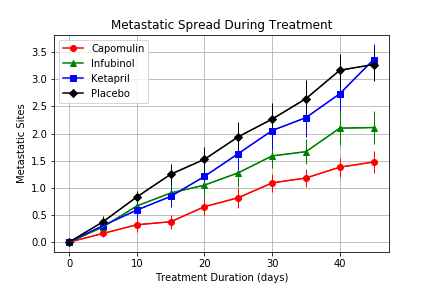 Metastatic Spread During Treatment
Capomulin
Infubinol
Ketapril
Placebo
Metastatic Sites
3.5
3.0
2.5
2.0
1.5
1.0
0.5
0.0
0 10 20 30 40
Treatment Duration (days)